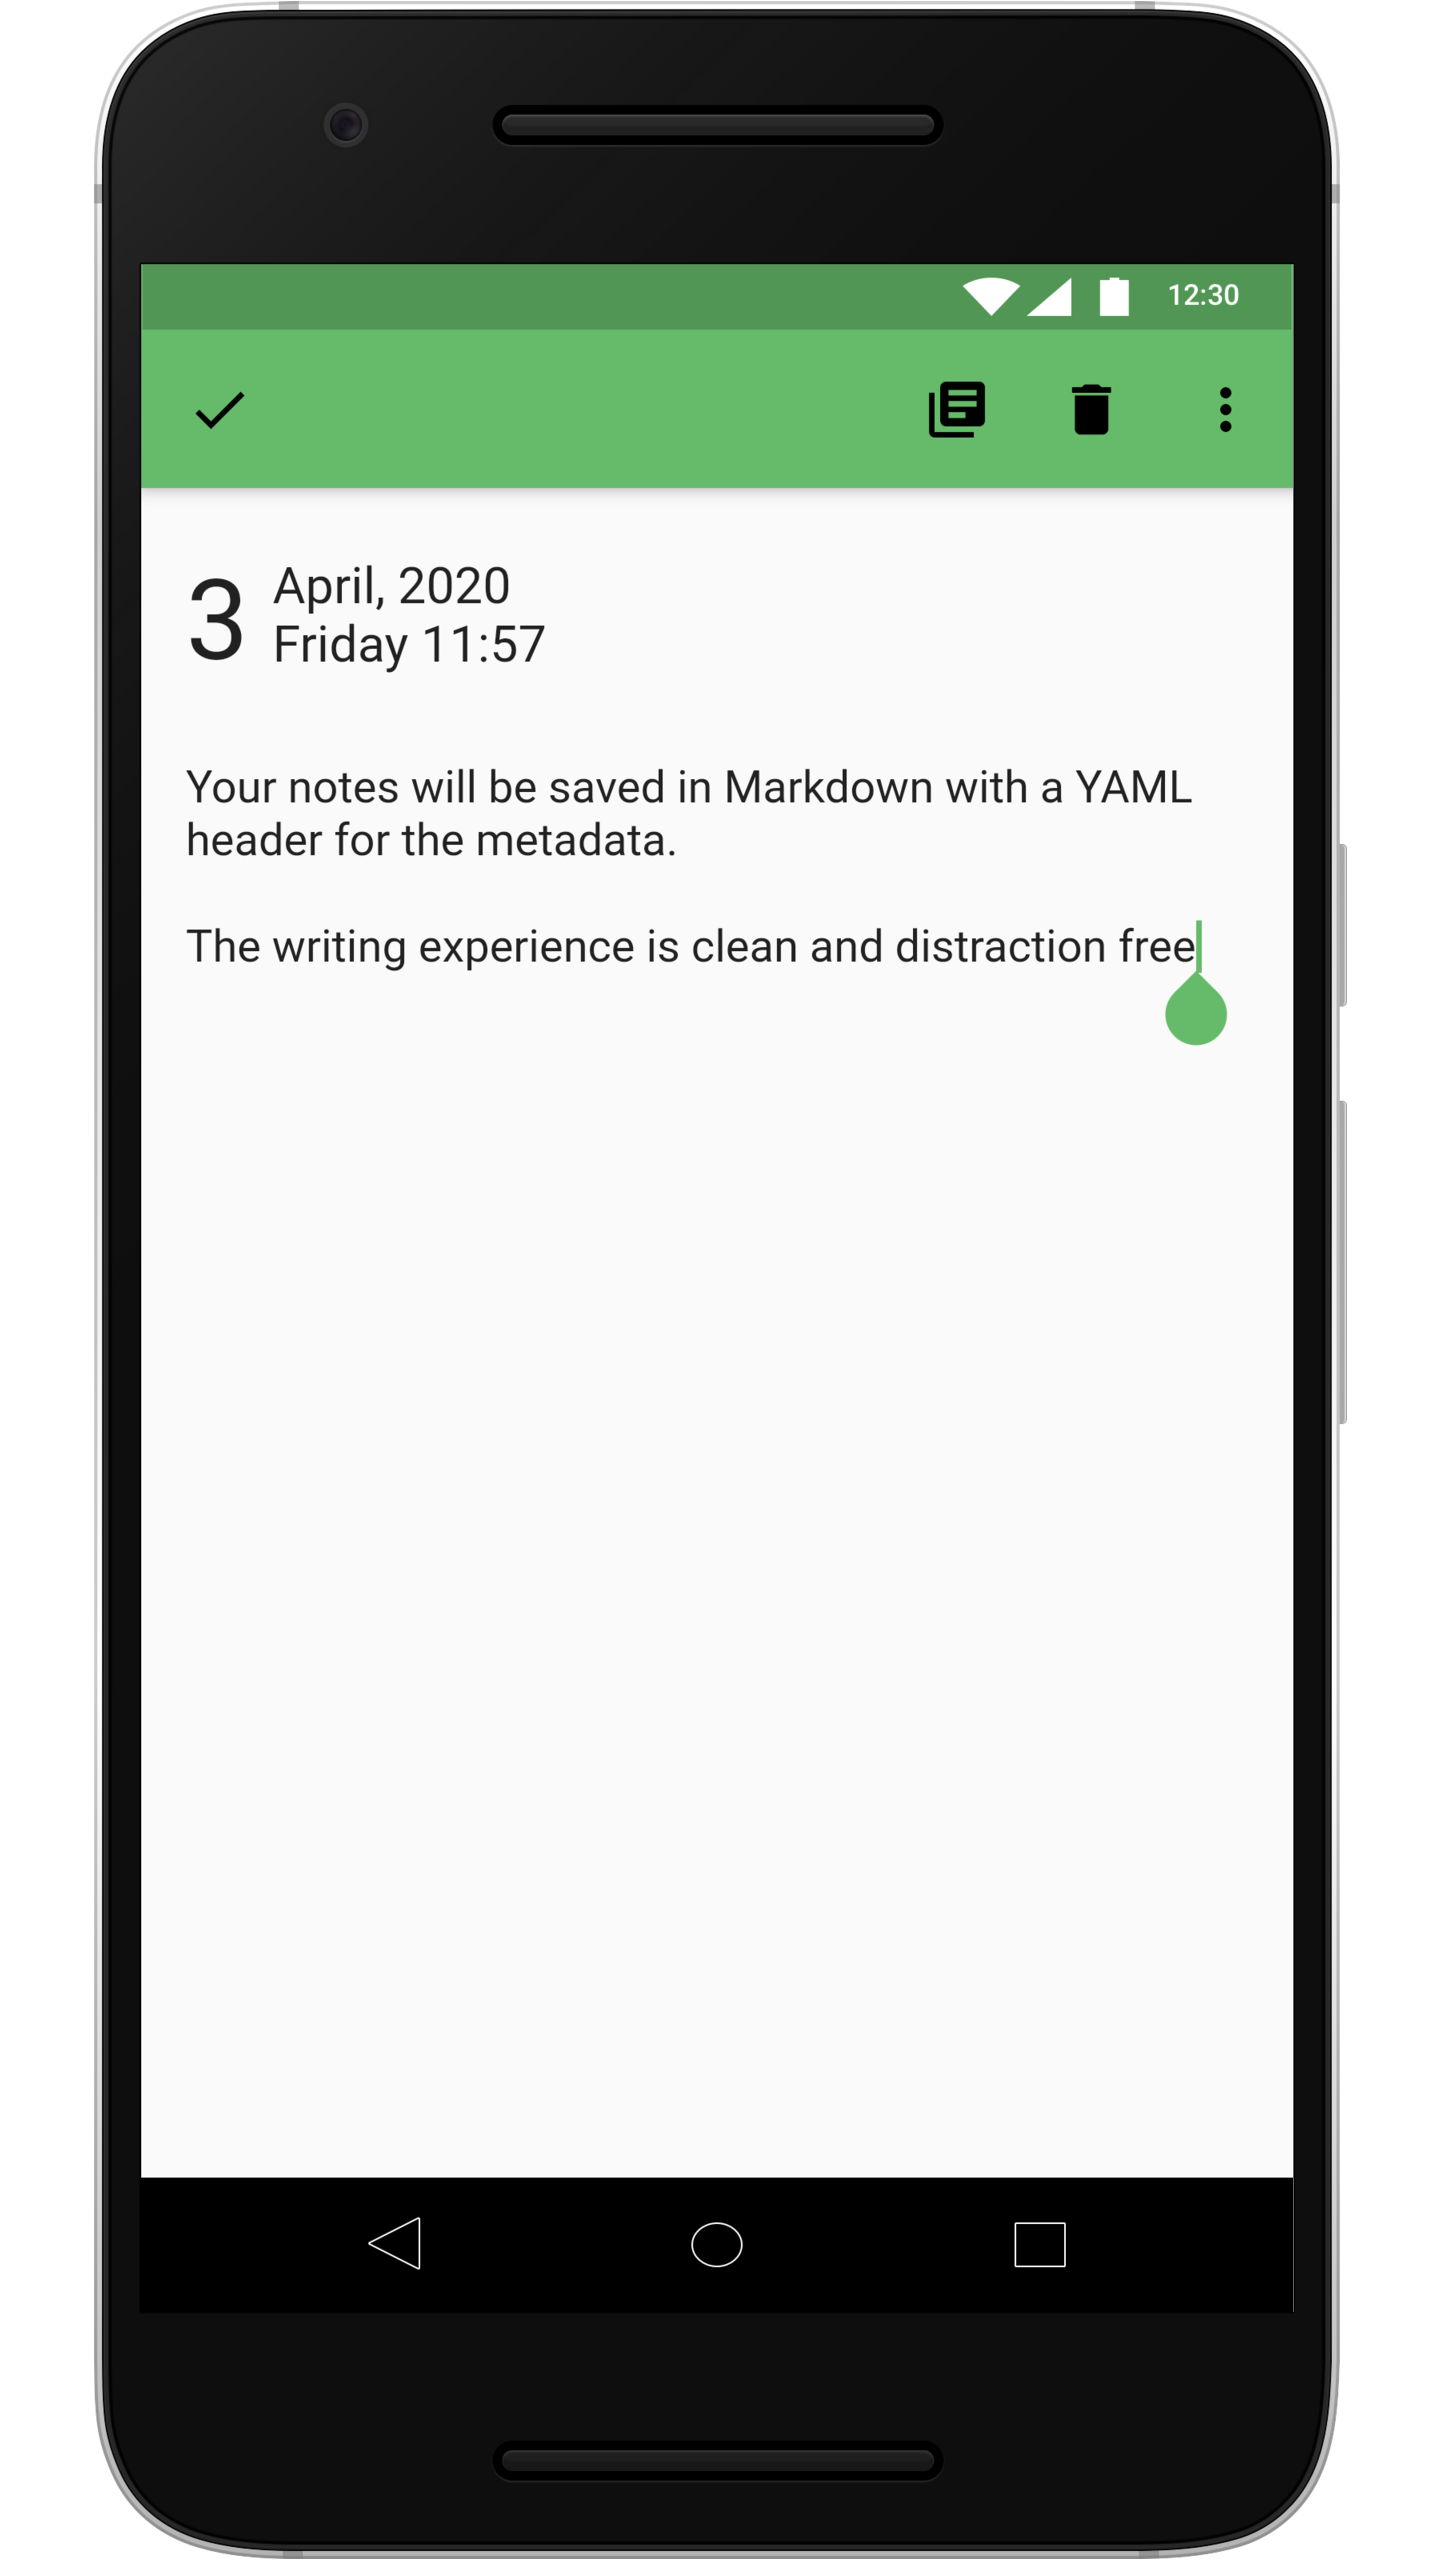 12:30
3
April, 2020
Friday 11:57
Your notes will be saved in Markdown with a YAML
header for the metadata.
The writing experience is clean and distraction free